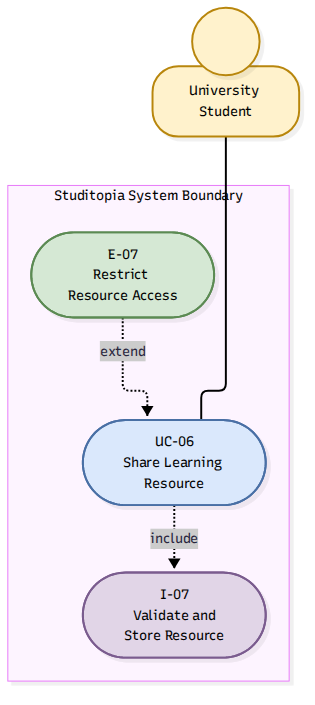 University
Student
Studitopia System Boundary
E-07
Restrict
Resource Access
extend
UC-06
Share Learning
Resource
include
I-07
Validate and
Store Resource